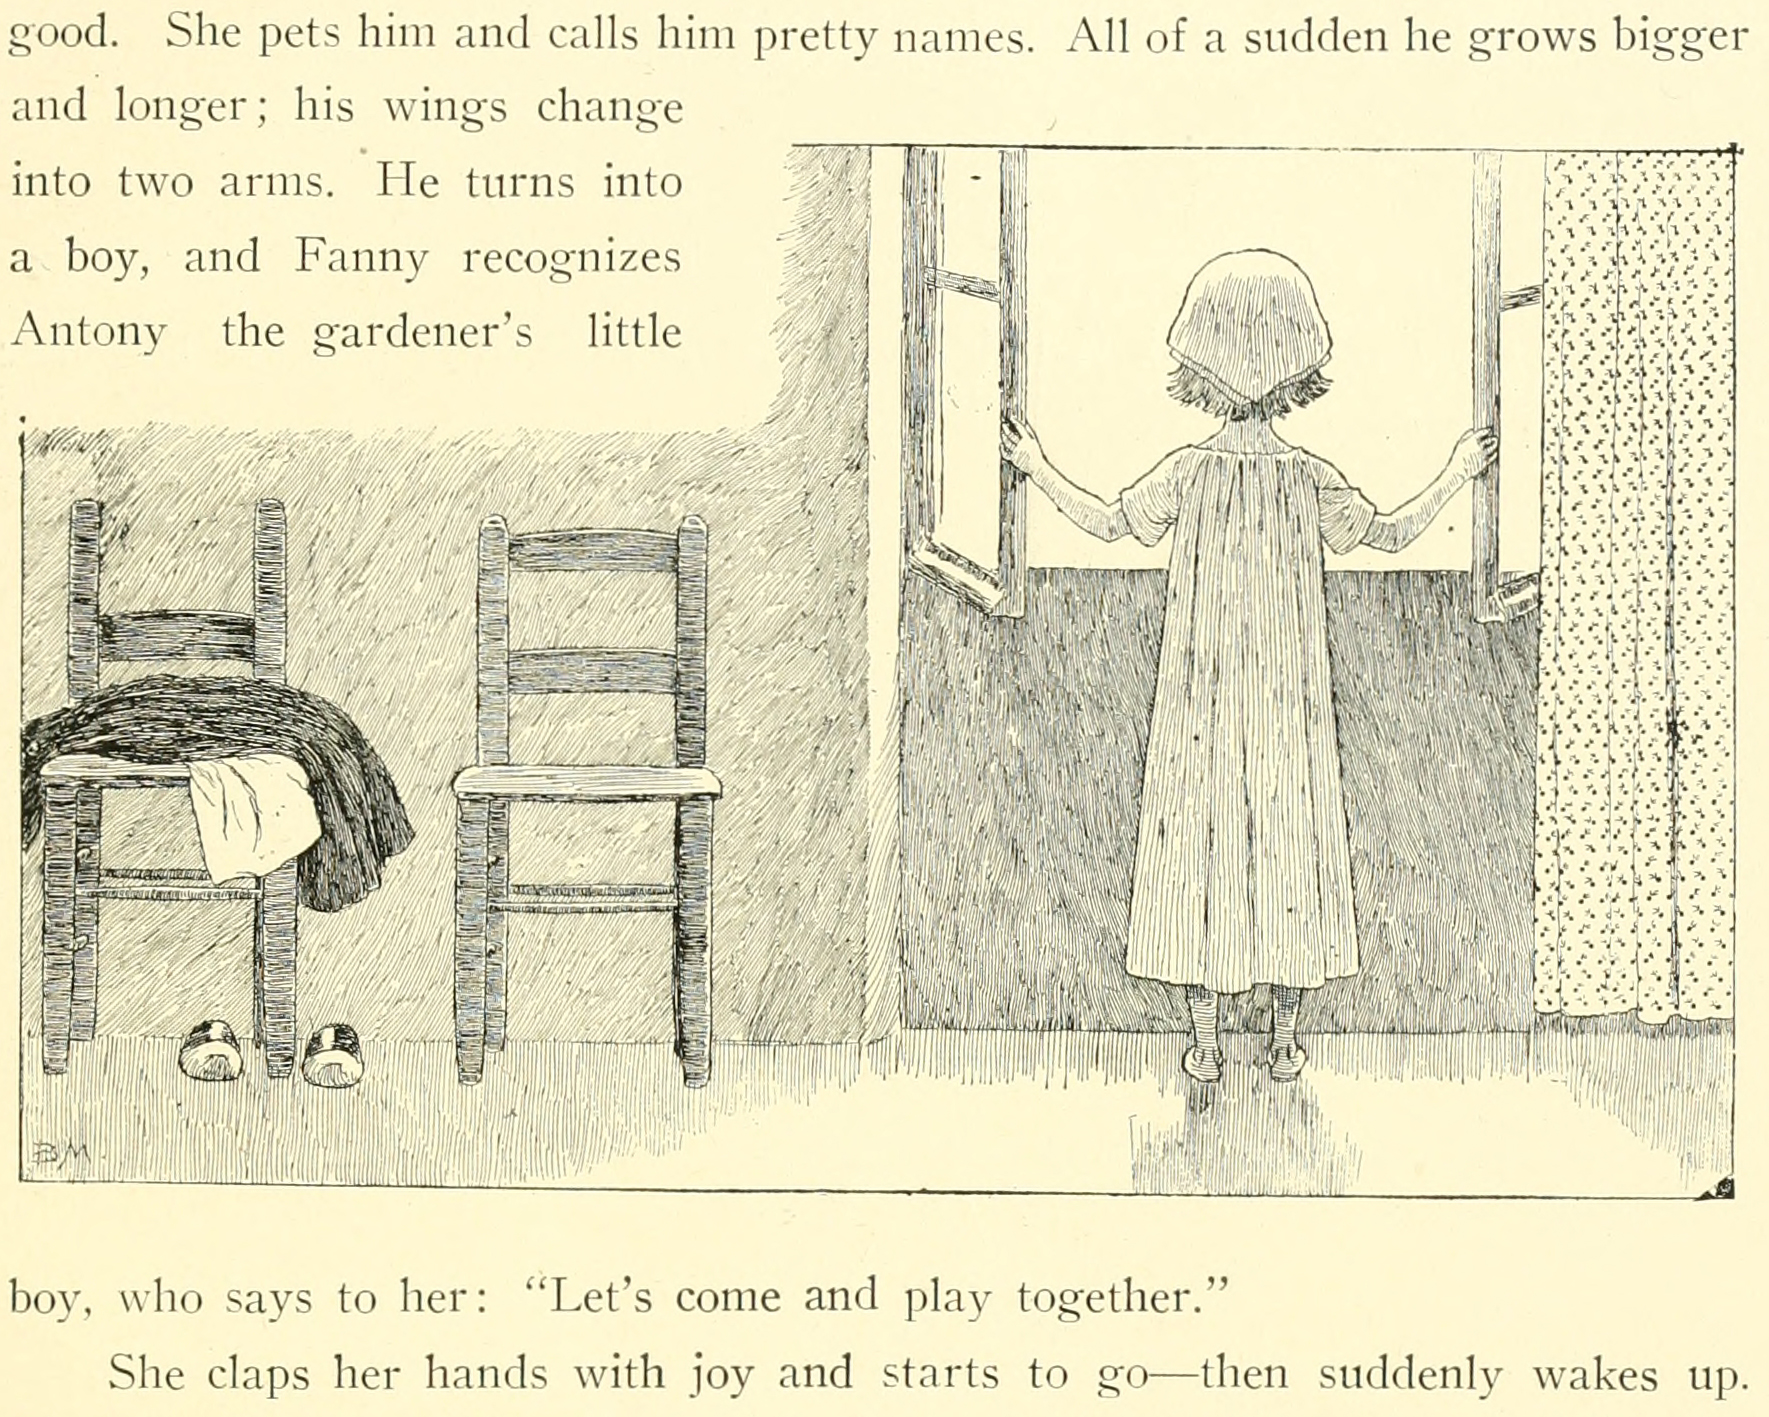 good. She pets him and calls him pretty names. All of a sudden he grows bigger
and longer; his wings change
into two arms. He turns into
a boy, and Fanny recognizes
Antony the gardener's little
BM
boy, who says to her: “Let's come and play together.”
She claps her hands with joy and starts to go—then suddenly wakes up.